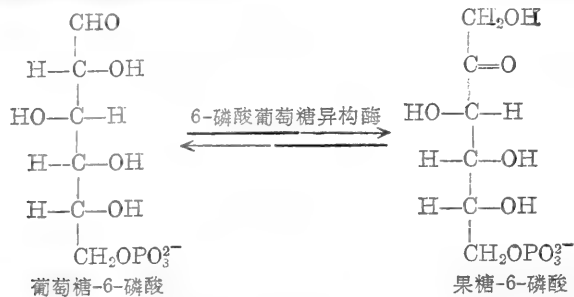 CHO
H—C—OH
HO—C—H
H—C—OH
H—C—OH
CH₂OPO₃²⁻
葡萄糖-6-磷酸
6-磷酸葡萄糖异构酶
CH₂OH
C=O
HO—C—H
H—C—OH
H—C—OH
CH₂OPO₃²⁻
果糖-6-磷酸